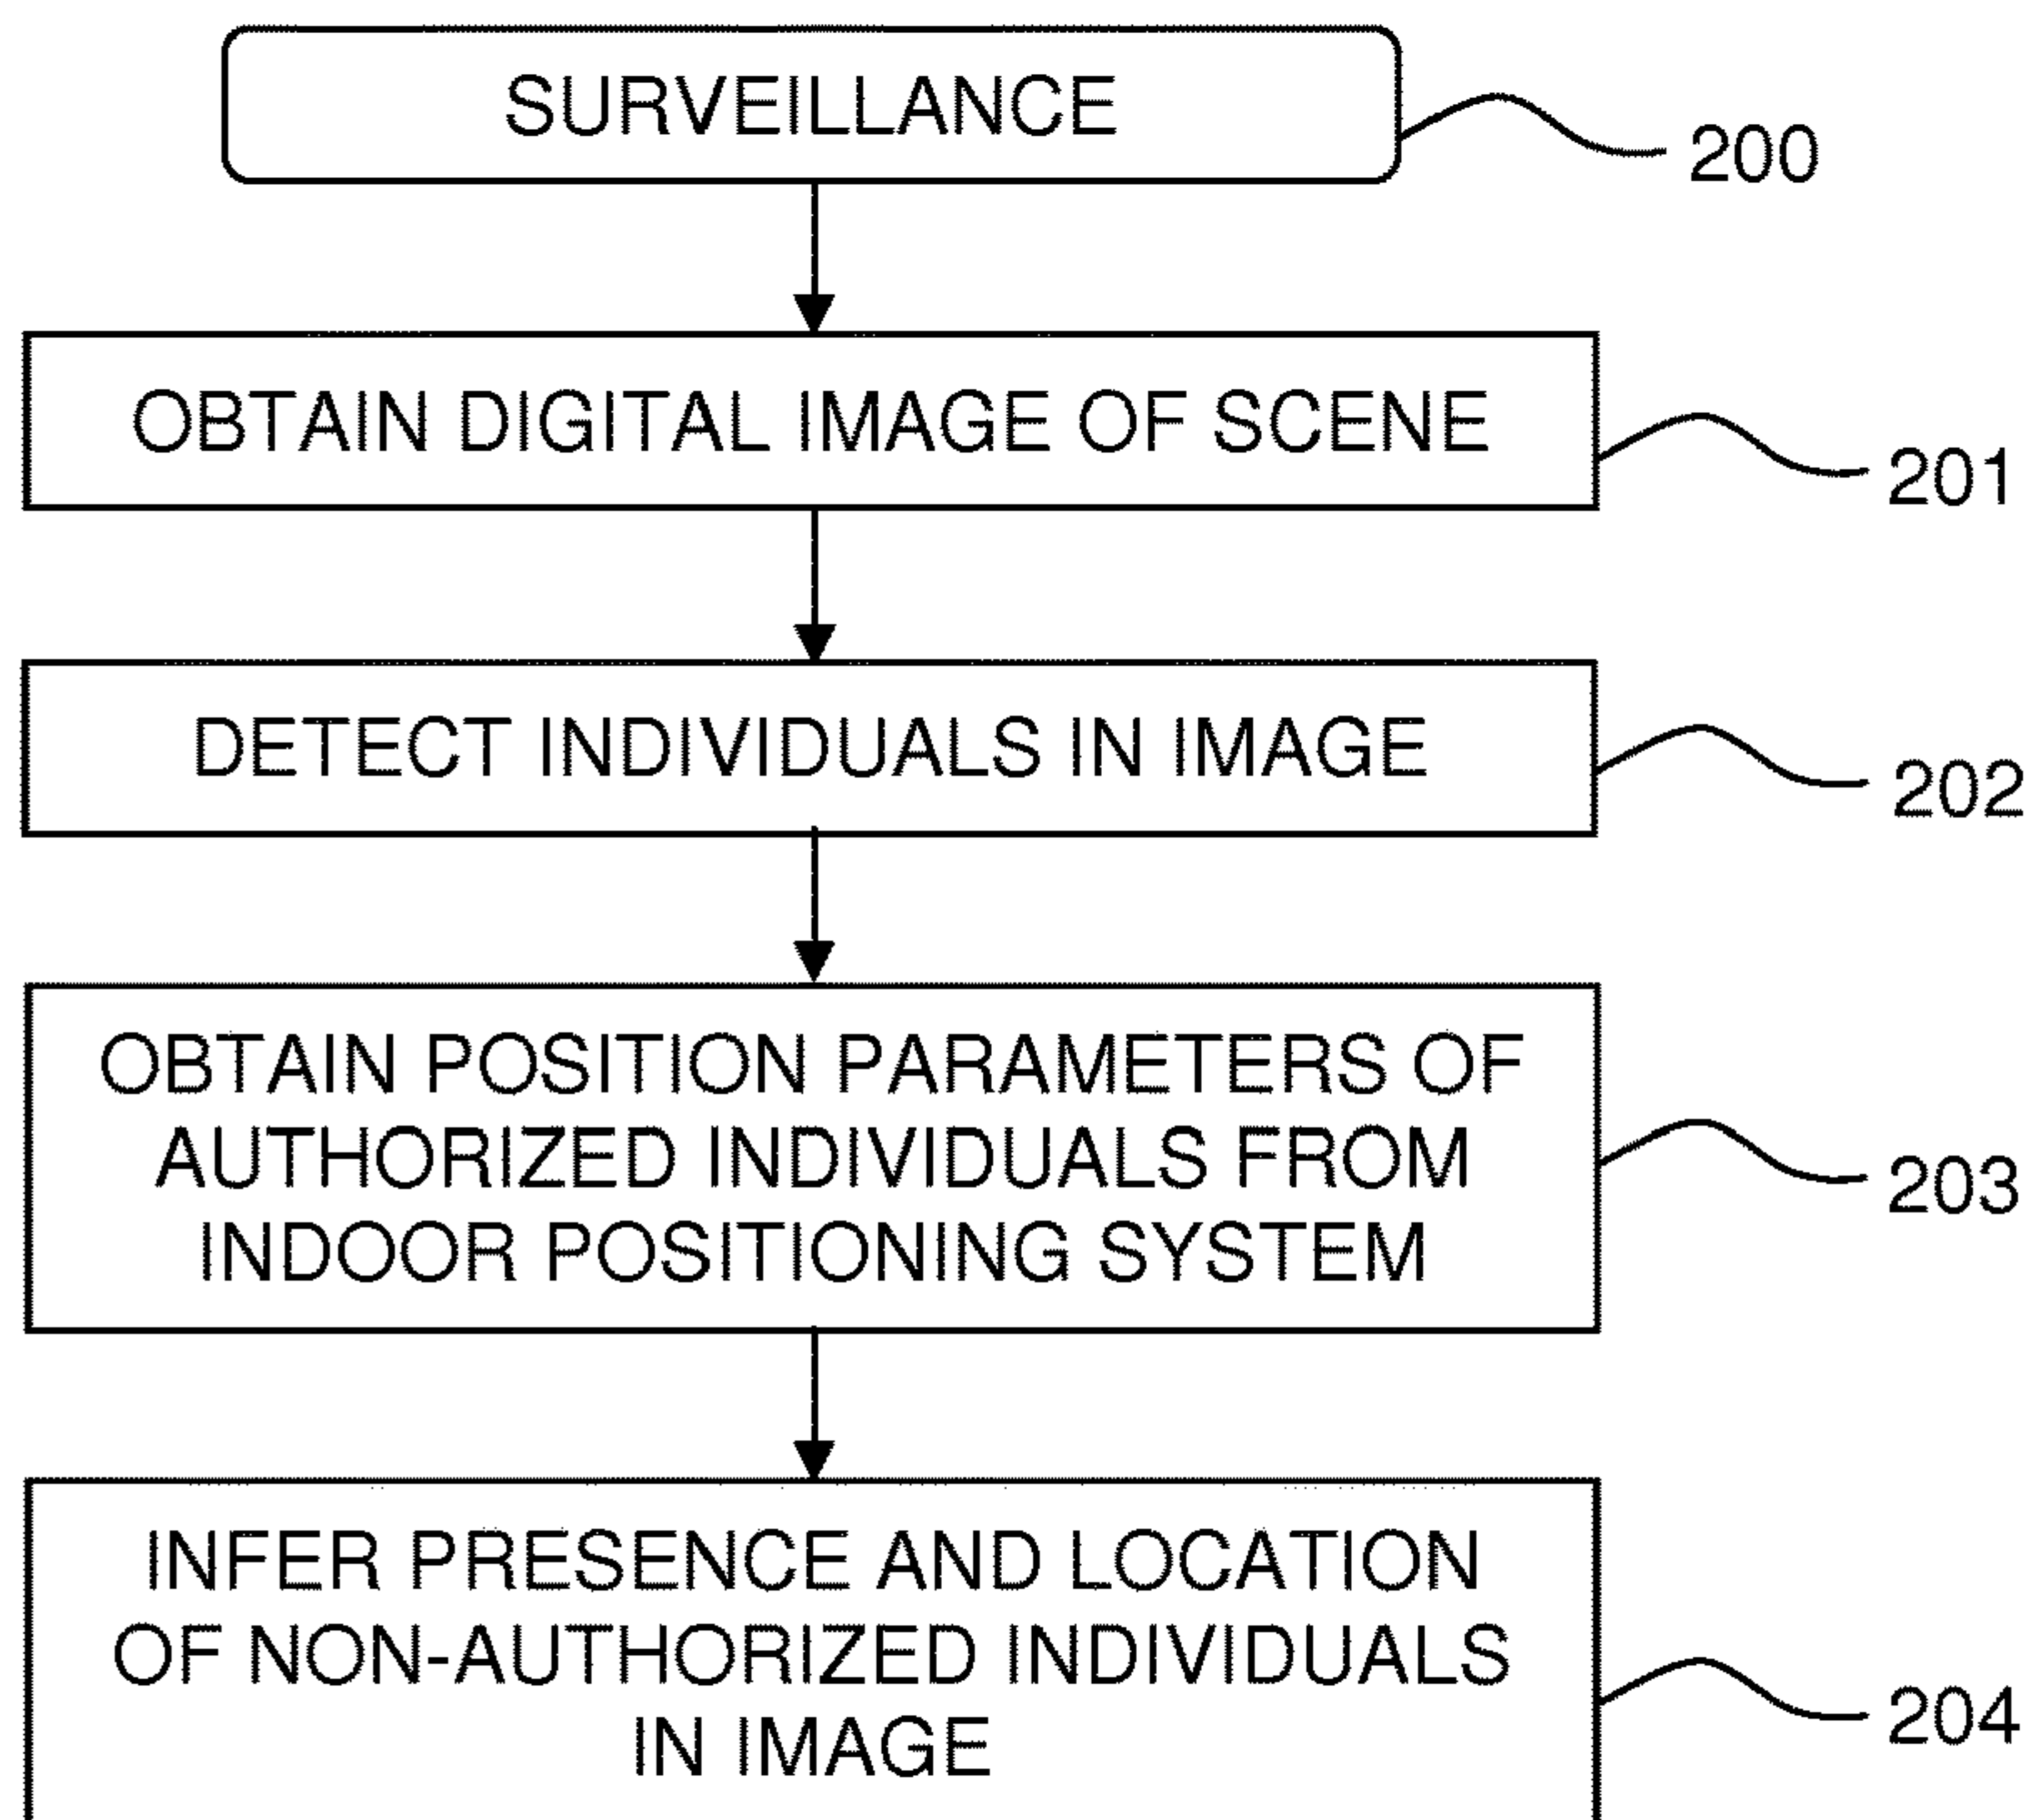 SURVEILLANCE
200
OBTAIN DIGITAL IMAGE OF SCENE
201
DETECT INDIVIDUALS IN IMAGE
202
OBTAIN POSITION PARAMETERS OF
AUTHORIZED INDIVIDUALS FROM
INDOOR POSITIONING SYSTEM
203
INFER PRESENCE AND LOCATION
OF NON-AUTHORIZED INDIVIDUALS
IN IMAGE
204